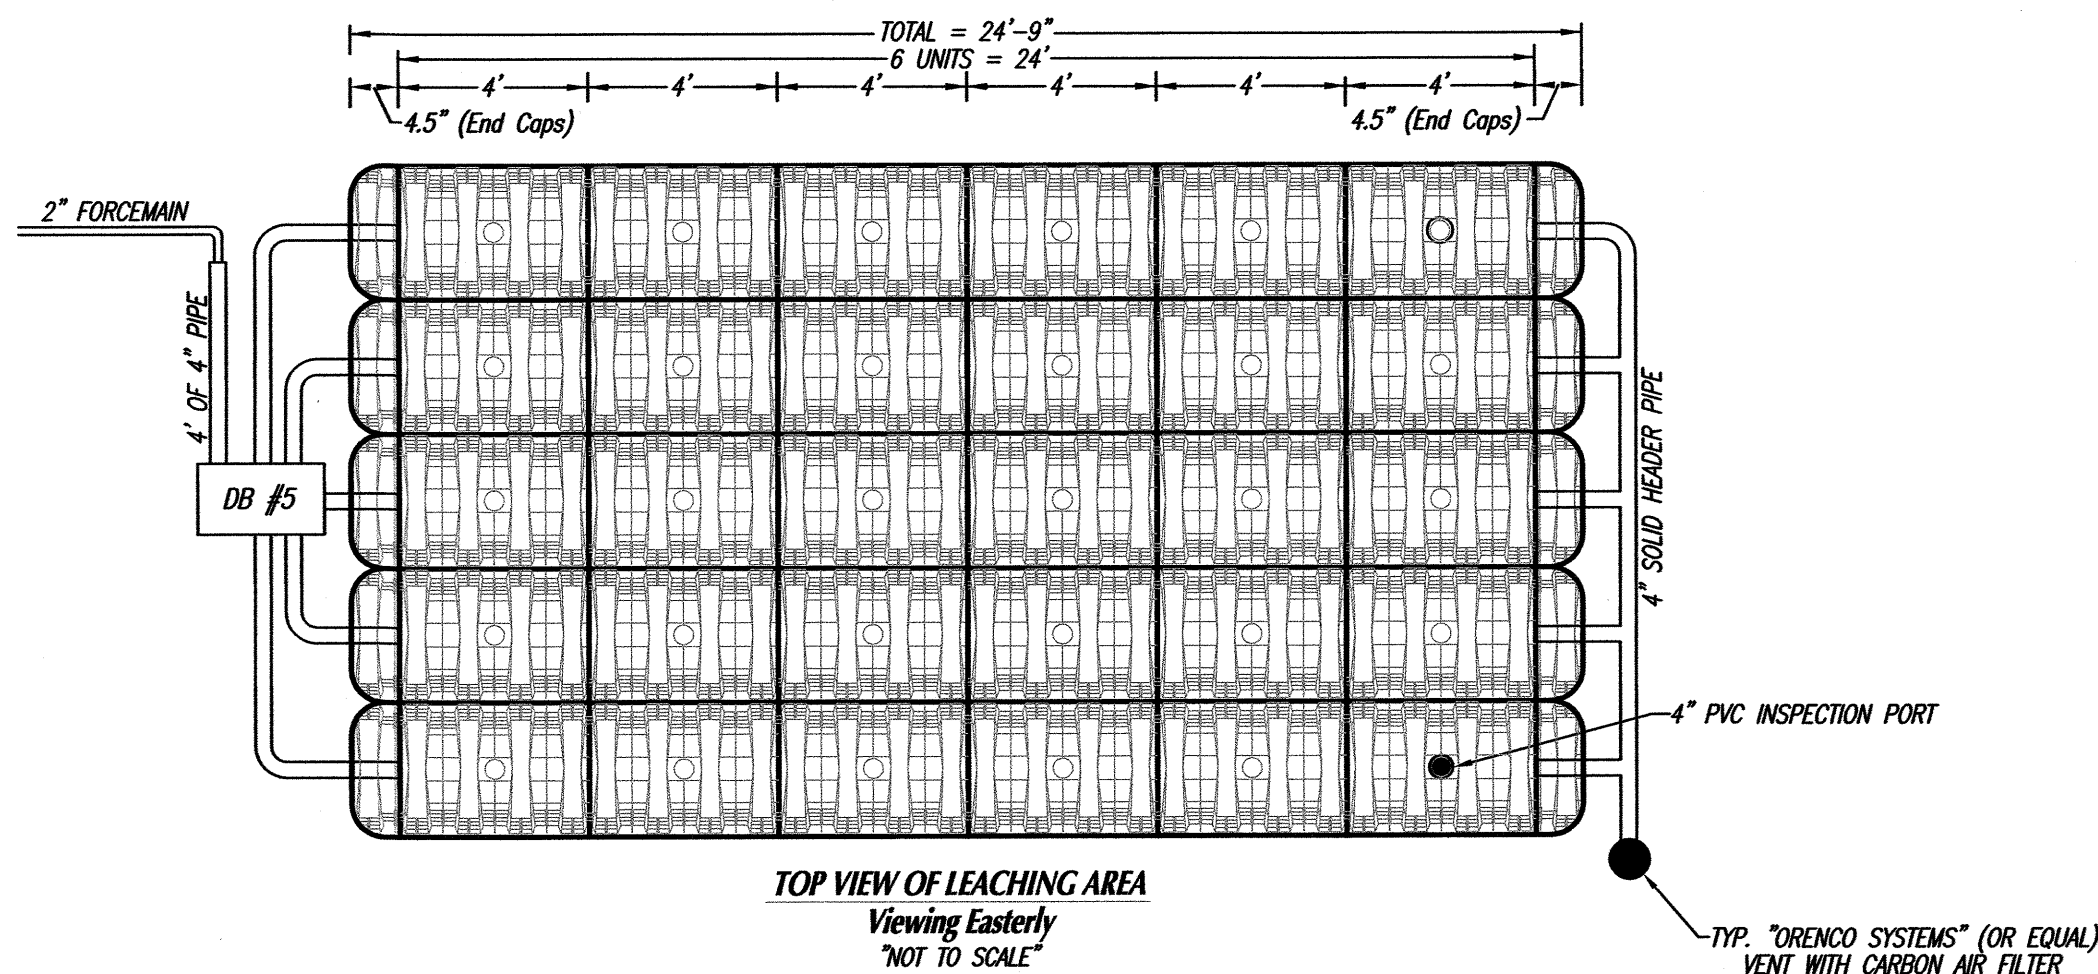 TOTAL = 24'-9"
6 UNITS = 24'
4' 4' 4' 4' 4' 4'
4.5" (End Caps)
4.5" (End Caps)
2" FORCEMAIN
4' OF 4" PIPE
DB #5
4" SOLID HEADER PIPE
4" PVC INSPECTION PORT
TOP VIEW OF LEACHING AREA
Viewing Easterly
"NOT TO SCALE"
TYP. "ORENCO SYSTEMS" (OR EQUAL)
VENT WITH CARBON AIR FILTER